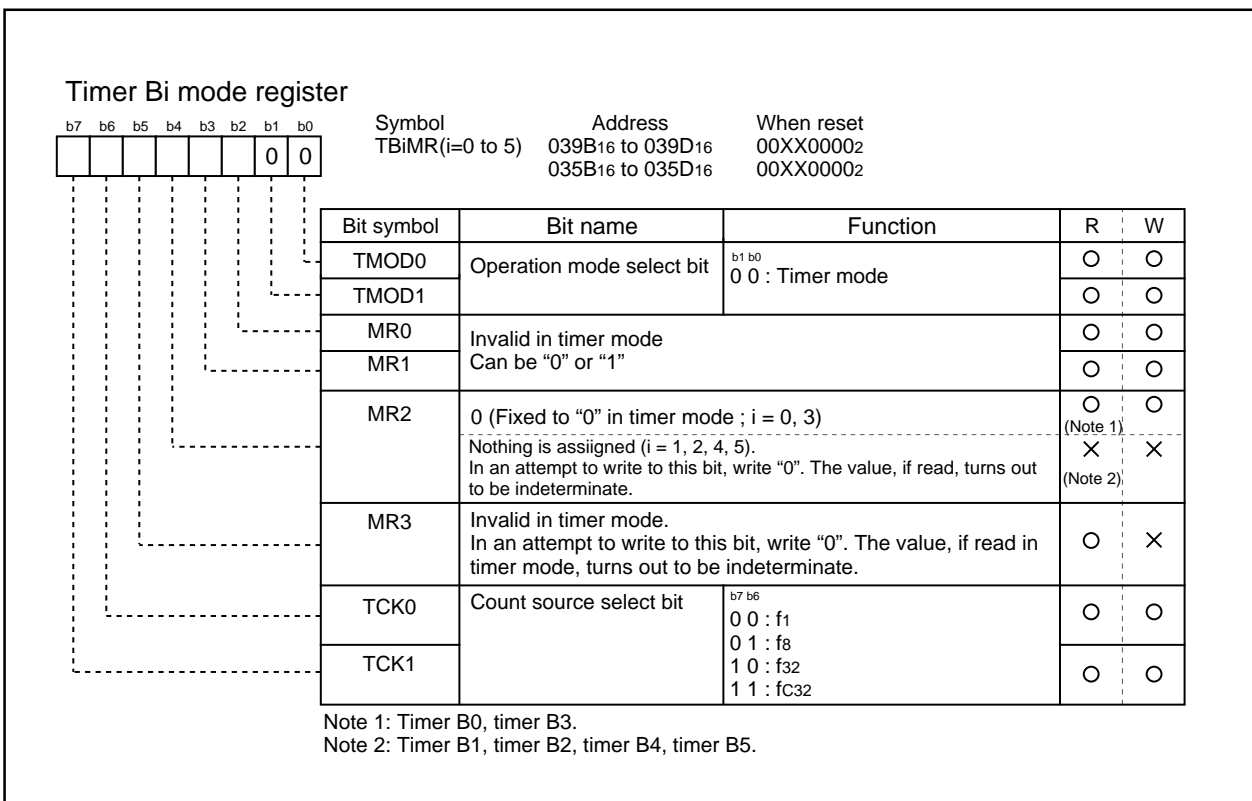 Timer Bi mode register
b7 b6 b5 b4 b3 b2 b1 b0
0 0
Symbol Address When reset
TBiMR(i=0 to 5) 039B16 to 039D16 00XX00002
035B16 to 035D16 00XX00002
Bit symbol Bit name Function R W
TMOD0 Operation mode select bit b1 b0
0 0 : Timer mode
TMOD1
MR0 Invalid in timer mode
MR1 Can be “0” or “1”
MR2 0 (Fixed to “0” in timer mode ; i = 0, 3)
(Note 1)
Nothing is assiigned (i = 1, 2, 4, 5).
In an attempt to write to this bit, write “0”. The value, if read, turns out
to be indeterminate.
(Note 2)
MR3 Invalid in timer mode.
In an attempt to write to this bit, write “0”. The value, if read in
timer mode, turns out to be indeterminate.
TCK0 Count source select bit b7 b6
0 0 : f1
0 1 : f8
TCK1 1 0 : f32
1 1 : fC32
Note 1: Timer B0, timer B3.
Note 2: Timer B1, timer B2, timer B4, timer B5.